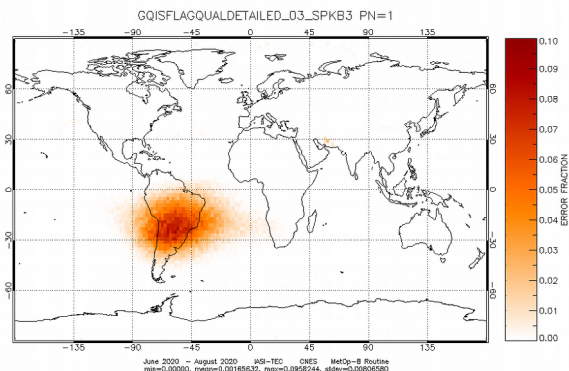 GQISFLAGQUALDETAILED_03_SPKB3 PN=1
-135 -90 -45 0 45 90 135
60 60
30 30
0 0
-30 -30
-60 -60
-135 -90 -45 0 45 90 135
0.10
0.09
0.08
0.07
0.06
0.05
0.04
0.03
0.02
0.01
0.00
ERROR FRACTION
June 2020 - August 2020 IASI-TEC CNES MetOp-B Routine
min=0.00000, mean=0.00165632, max=0.0958244, stdev=0.00806580